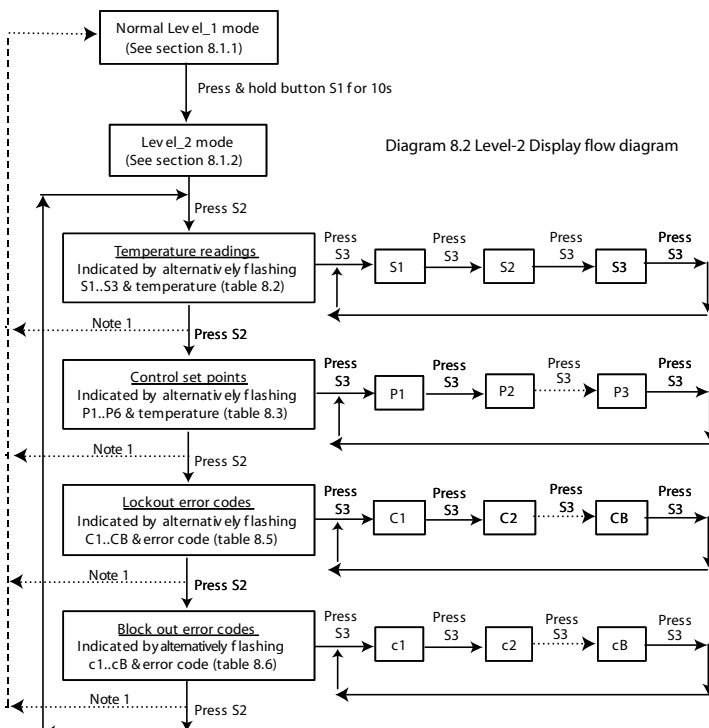 Normal Level_1 mode
(See section 8.1.1)
Press & hold button S1 for 10s
Level_2 mode
(See section 8.1.2)
Diagram 8.2 Level-2 Display flow diagram
Press S2
Temperature readings
Indicated by alternatively flashing
S1..S3 & temperature (table 8.2)
Press
S3
S1
Press
S3
S2
Press
S3
S3
Press
S3
Note 1
Press S2
Control set points
Indicated by alternatively flashing
P1..P6 & temperature (table 8.3)
Press
S3
P1
Press
S3
P2
Press
S3
P3
Press
S3
Note 1
Press S2
Lockout error codes
Indicated by alternatively flashing
C1..CB & error code (table 8.5)
Press
S3
C1
Press
S3
C2
Press
S3
CB
Press
S3
Note 1
Press S2
Block out error codes
Indicated by alternatively flashing
c1..cB & error code (table 8.6)
Press
S3
c1
Press
S3
c2
Press
S3
cB
Press
S3
Note 1
Press S2